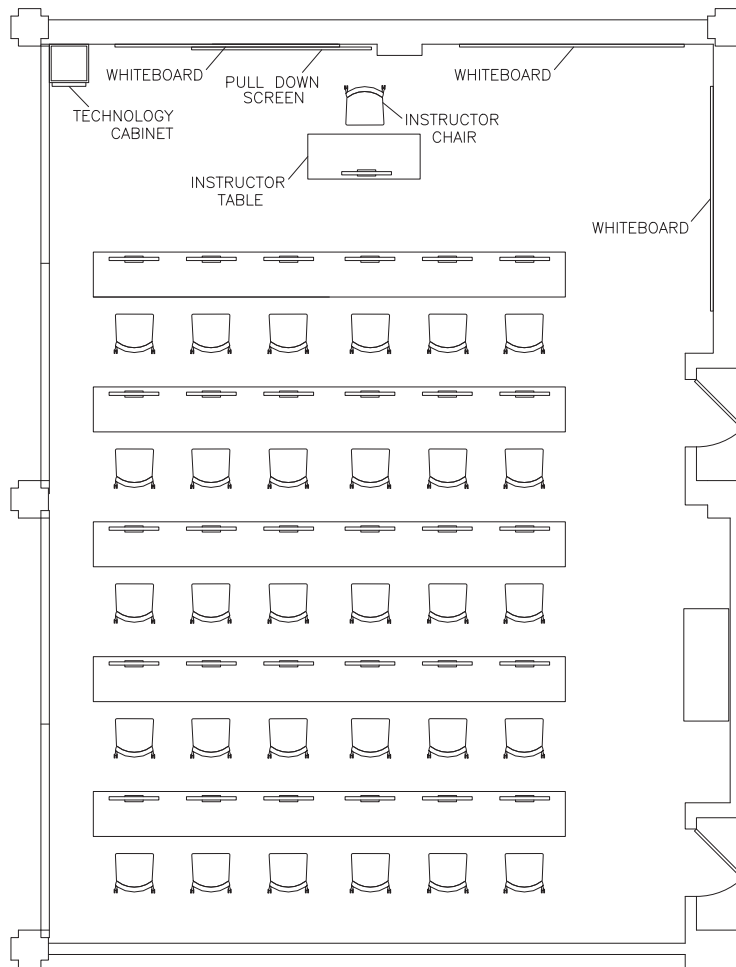 WHITEBOARD
PULL DOWN
SCREEN
WHITEBOARD
TECHNOLOGY
CABINET
INSTRUCTOR
CHAIR
INSTRUCTOR
TABLE
WHITEBOARD